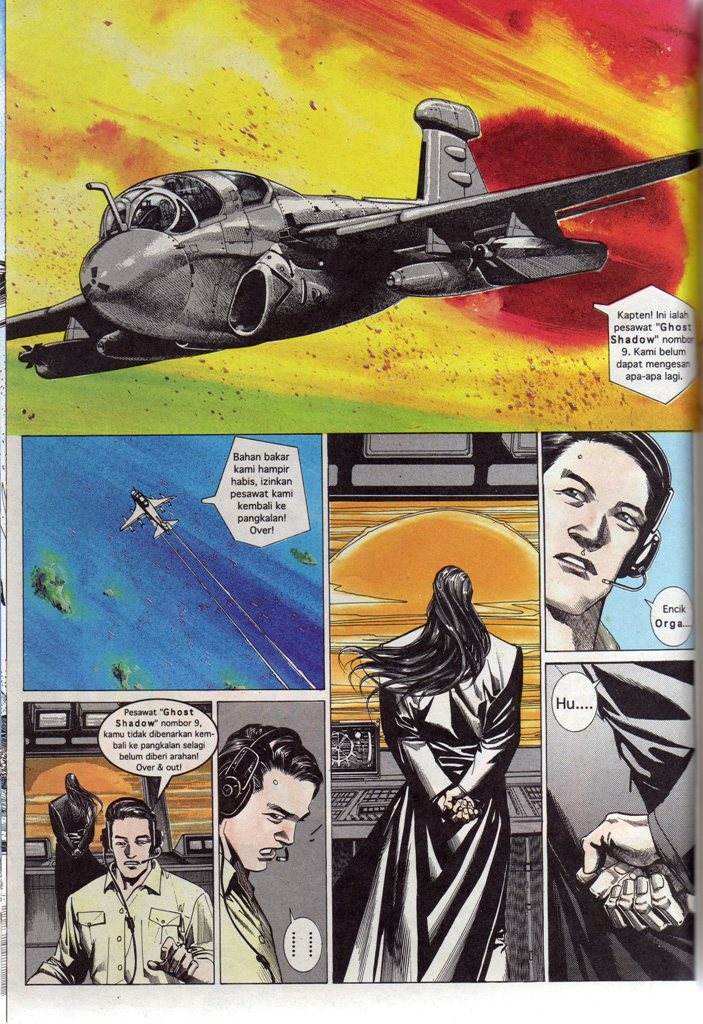 Kapten! Ini ialah
pesawat "Ghost
Shadow" nombor
9. Kami belum
dapat mengesan
apa-apa lagi.
Bahan bakar
kami hampir
habis, izinkan
pesawat kami
kembali ke
pangkalan!
Over!
Encik
Orga...
Hu....
Pesawat "Ghost
Shadow" nombor 9,
kamu tidak dibenarkan kem-
bali ke pangkalan selagi
belum diberi arahan!
Over & out!